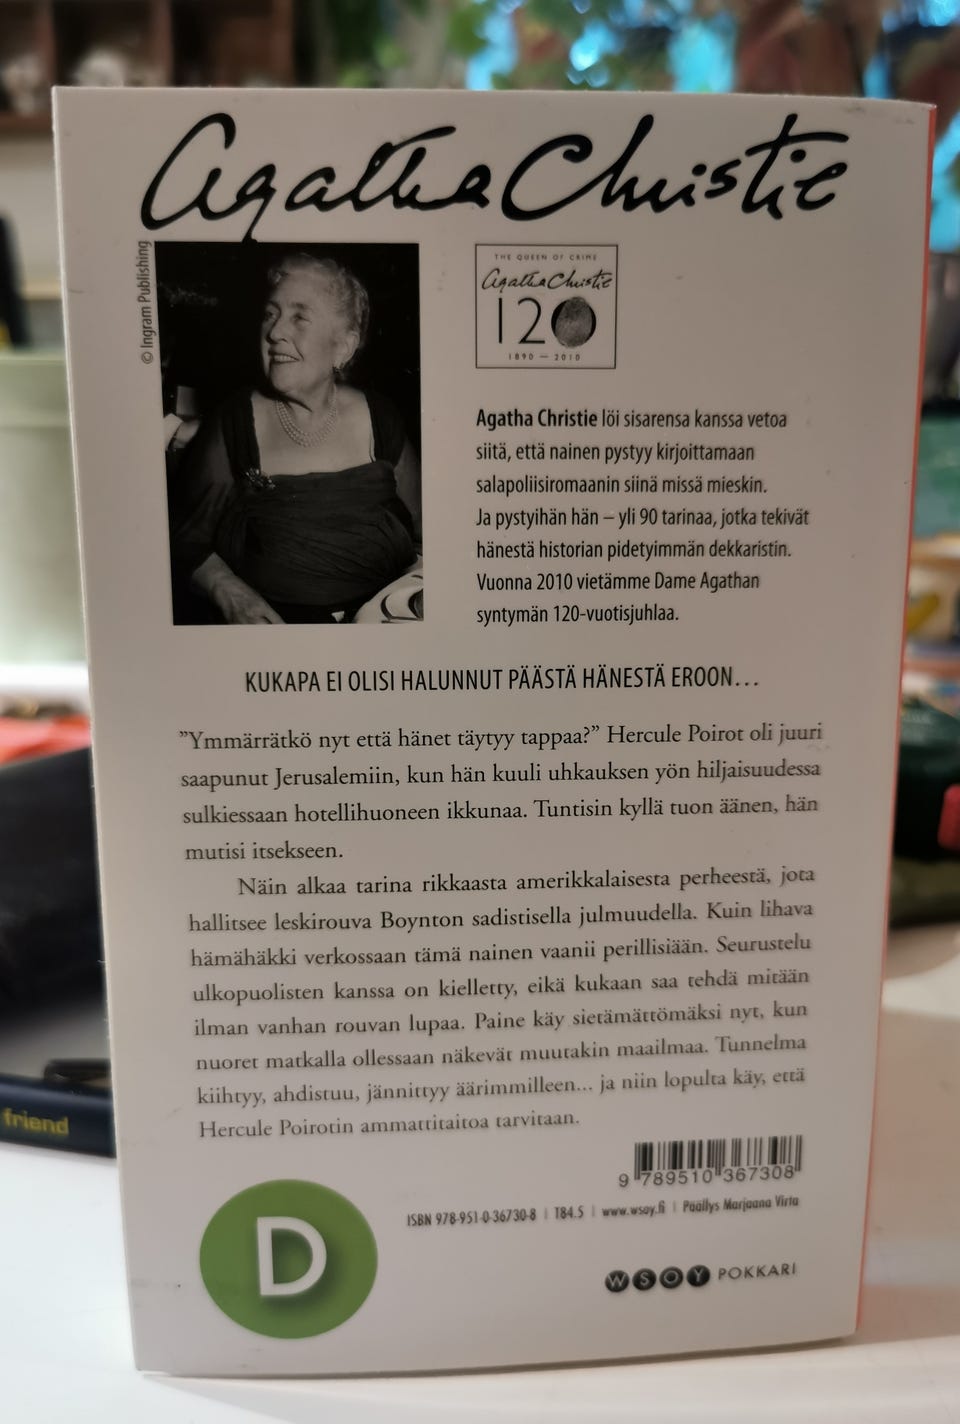 Agatha Christie
© Ingram Publishing
THE QUEEN OF CRIME
Agatha Christie
120
1890 — 2010
Agatha Christie löi sisarensa kanssa vetoa
siitä, että nainen pystyy kirjoittamaan
salapoliisiromaanin siinä missä mieskin.
Ja pystyihän hän – yli 90 tarinaa, jotka tekivät
hänestä historian pidetyimmän dekkaristin.
Vuonna 2010 vietämme Dame Agathan
syntymän 120-vuotisjuhlaa.
KUKAPA EI OLISI HALUNNUT PÄÄSTÄ HÄNESTÄ EROON...
”Ymmärrätkö nyt että hänet täytyy tappaa?” Hercule Poirot oli juuri
saapunut Jerusalemiin, kun hän kuuli uhkauksen yön hiljaisuudessa
sulkiessaan hotellihuoneen ikkunaa. Tuntisin kyllä tuon äänen, hän
mutisi itsekseen.
Näin alkaa tarina rikkaasta amerikkalaisesta perheestä, jota
hallitsee leskirouva Boynton sadistisella julmuudella. Kuin lihava
hämähäkki verkossaan tämä nainen vaanii perillisiään. Seurustelu
ulkopuolisten kanssa on kielletty, eikä kukaan saa tehdä mitään
ilman vanhan rouvan lupaa. Paine käy sietämättömäksi nyt, kun
nuoret matkalla ollessaan näkevät muutakin maailmaa. Tunnelma
kiihtyy, ahdistuu, jännittyy äärimmilleen... ja niin lopulta käy, että
Hercule Poirotin ammattitaitoa tarvitaan.
9 789510 367308
ISBN 978-951-0-36730-8 | T84.5 | www.wsoy.fi | Päällys Marjaana Virta
D
WSOY POKKARI
friend